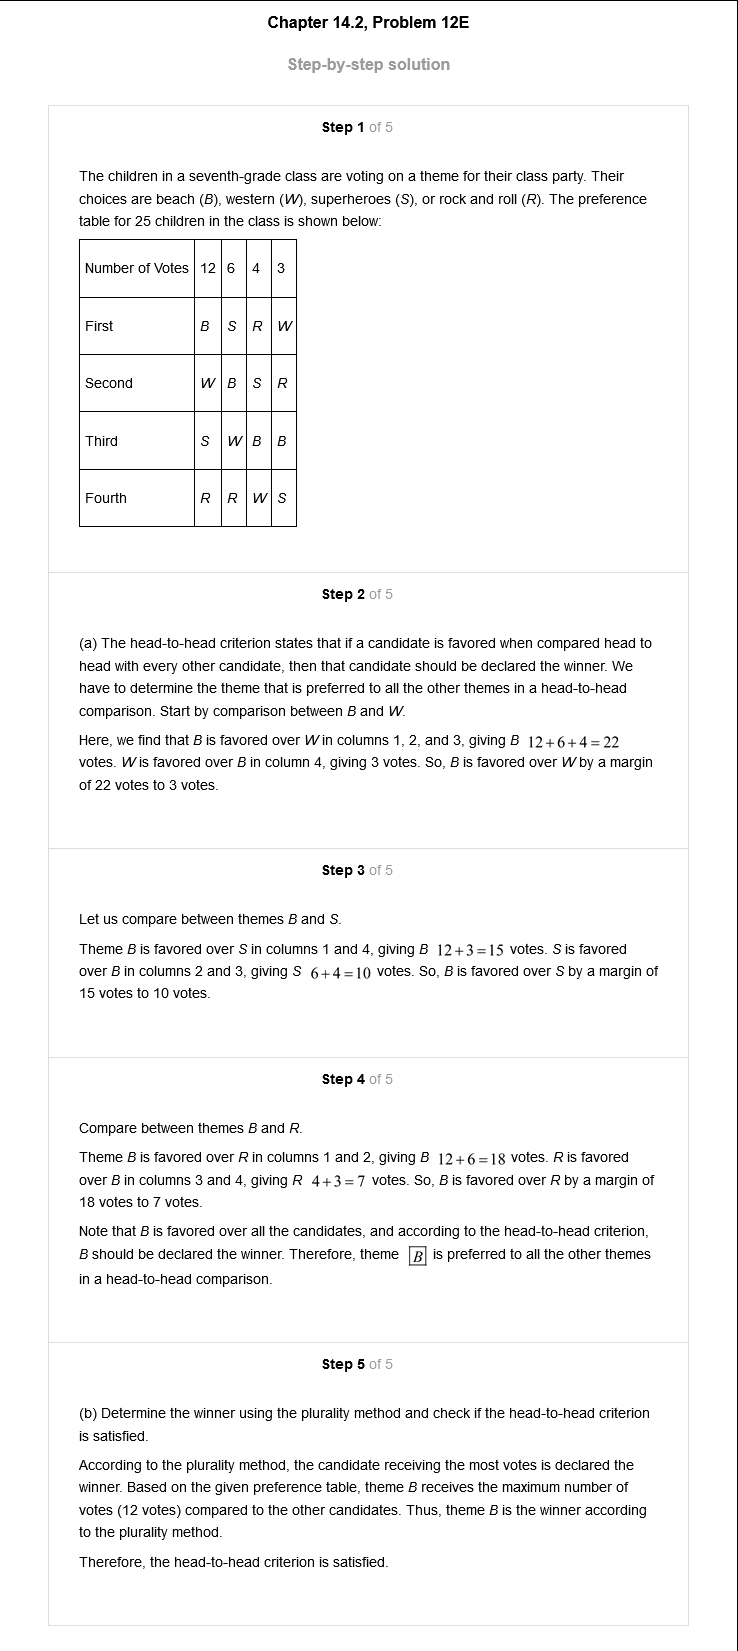 Chapter 14.2, Problem 12E
Step-by-step solution
Step 1 of 5
The children in a seventh-grade class are voting on a theme for their class party. Their
choices are beach (B), western (W), superheroes (S), or rock and roll (R). The preference
table for 25 children in the class is shown below:
Number of Votes 12 6 4 3
First B S R W
Second W B S R
Third S W B B
Fourth R R W S
Step 2 of 5
(a) The head-to-head criterion states that if a candidate is favored when compared head to
head with every other candidate, then that candidate should be declared the winner. We
have to determine the theme that is preferred to all the other themes in a head-to-head
comparison. Start by comparison between B and W.
Here, we find that B is favored over W in columns 1, 2, and 3, giving B 12+6+4=22
votes. W is favored over B in column 4, giving 3 votes. So, B is favored over W by a margin
of 22 votes to 3 votes.
Step 3 of 5
Let us compare between themes B and S.
Theme B is favored over S in columns 1 and 4, giving B 12+3=15 votes. S is favored
over B in columns 2 and 3, giving S 6+4=10 votes. So, B is favored over S by a margin of
15 votes to 10 votes.
Step 4 of 5
Compare between themes B and R.
Theme B is favored over R in columns 1 and 2, giving B 12+6=18 votes. R is favored
over B in columns 3 and 4, giving R 4+3=7 votes. So, B is favored over R by a margin of
18 votes to 7 votes.
Note that B is favored over all the candidates, and according to the head-to-head criterion,
B should be declared the winner. Therefore, theme B is preferred to all the other themes
in a head-to-head comparison.
Step 5 of 5
(b) Determine the winner using the plurality method and check if the head-to-head criterion
is satisfied.
According to the plurality method, the candidate receiving the most votes is declared the
winner. Based on the given preference table, theme B receives the maximum number of
votes (12 votes) compared to the other candidates. Thus, theme B is the winner according
to the plurality method.
Therefore, the head-to-head criterion is satisfied.